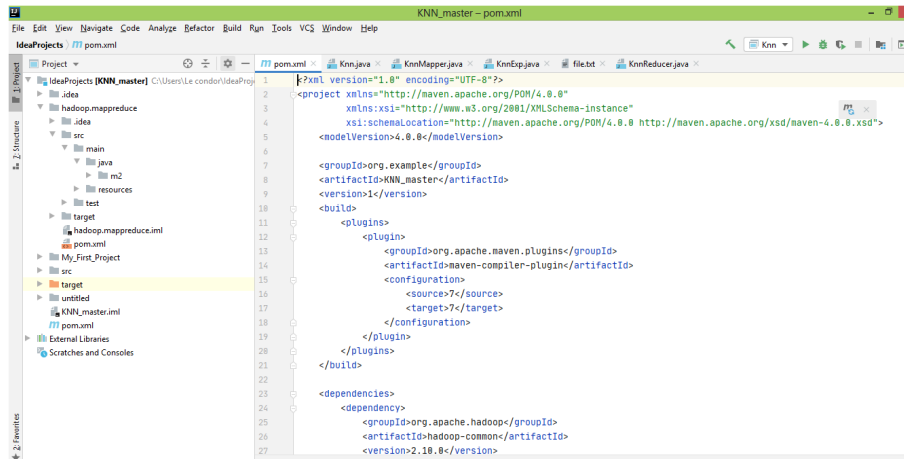 KNN_master – pom.xml
File Edit View Navigate Code Analyze Refactor Build Run Tools VCS Window Help
IdeaProjects pom.xml
Knn
Project
pom.xml
Knn.java
KnnMapper.java
KnnExp.java
file.txt
KnnReducer.java
1: Project
2: Structure
2: Favorites
IdeaProjects [KNN_master] C:\Users\Le condor\IdeaProj
.idea
hadoop.mappreduce
.idea
src
main
java
m2
resources
test
target
hadoop.mappreduce.iml
pom.xml
My_First_Project
src
target
untitled
KNN_master.iml
pom.xml
External Libraries
Scratches and Consoles
1 <?xml version="1.0" encoding="UTF-8"?>
2 <project xmlns="http://maven.apache.org/POM/4.0.0"
3 xmlns:xsi="http://www.w3.org/2001/XMLSchema-instance"
4 xsi:schemaLocation="http://maven.apache.org/POM/4.0.0 http://maven.apache.org/xsd/maven-4.0.0.xsd">
5 <modelVersion>4.0.0</modelVersion>
6
7 <groupId>org.example</groupId>
8 <artifactId>KNN_master</artifactId>
9 <version>1</version>
10 <build>
11 <plugins>
12 <plugin>
13 <groupId>org.apache.maven.plugins</groupId>
14 <artifactId>maven-compiler-plugin</artifactId>
15 <configuration>
16 <source>7</source>
17 <target>7</target>
18 </configuration>
19 </plugin>
20 </plugins>
21 </build>
22
23 <dependencies>
24 <dependency>
25 <groupId>org.apache.hadoop</groupId>
26 <artifactId>hadoop-common</artifactId>
27 <version>2.10.0</version>